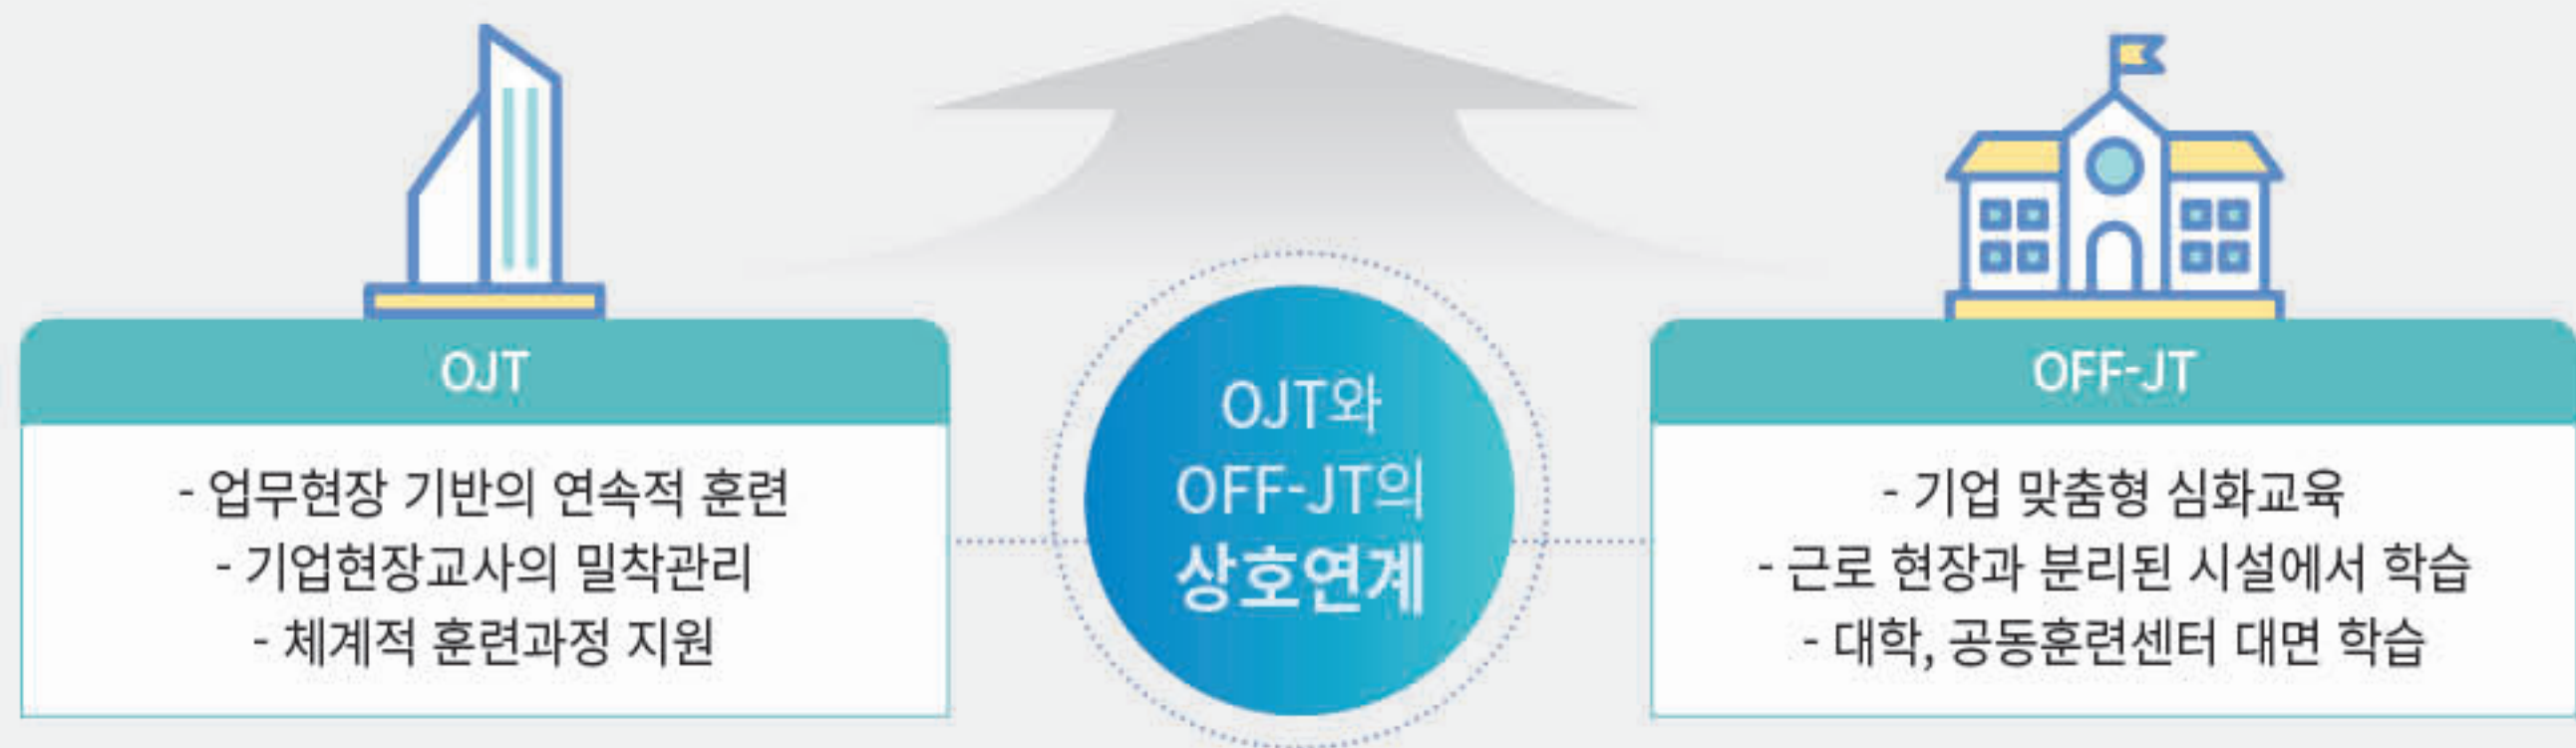 OJT
- 업무현장 기반의 연속적 훈련
- 기업현장교사의 밀착관리
- 체계적 훈련과정 지원
OJT와
OFF-JT의
상호연계
OFF-JT
- 기업 맞춤형 심화교육
- 근로 현장과 분리된 시설에서 학습
- 대학, 공동훈련센터 대면 학습